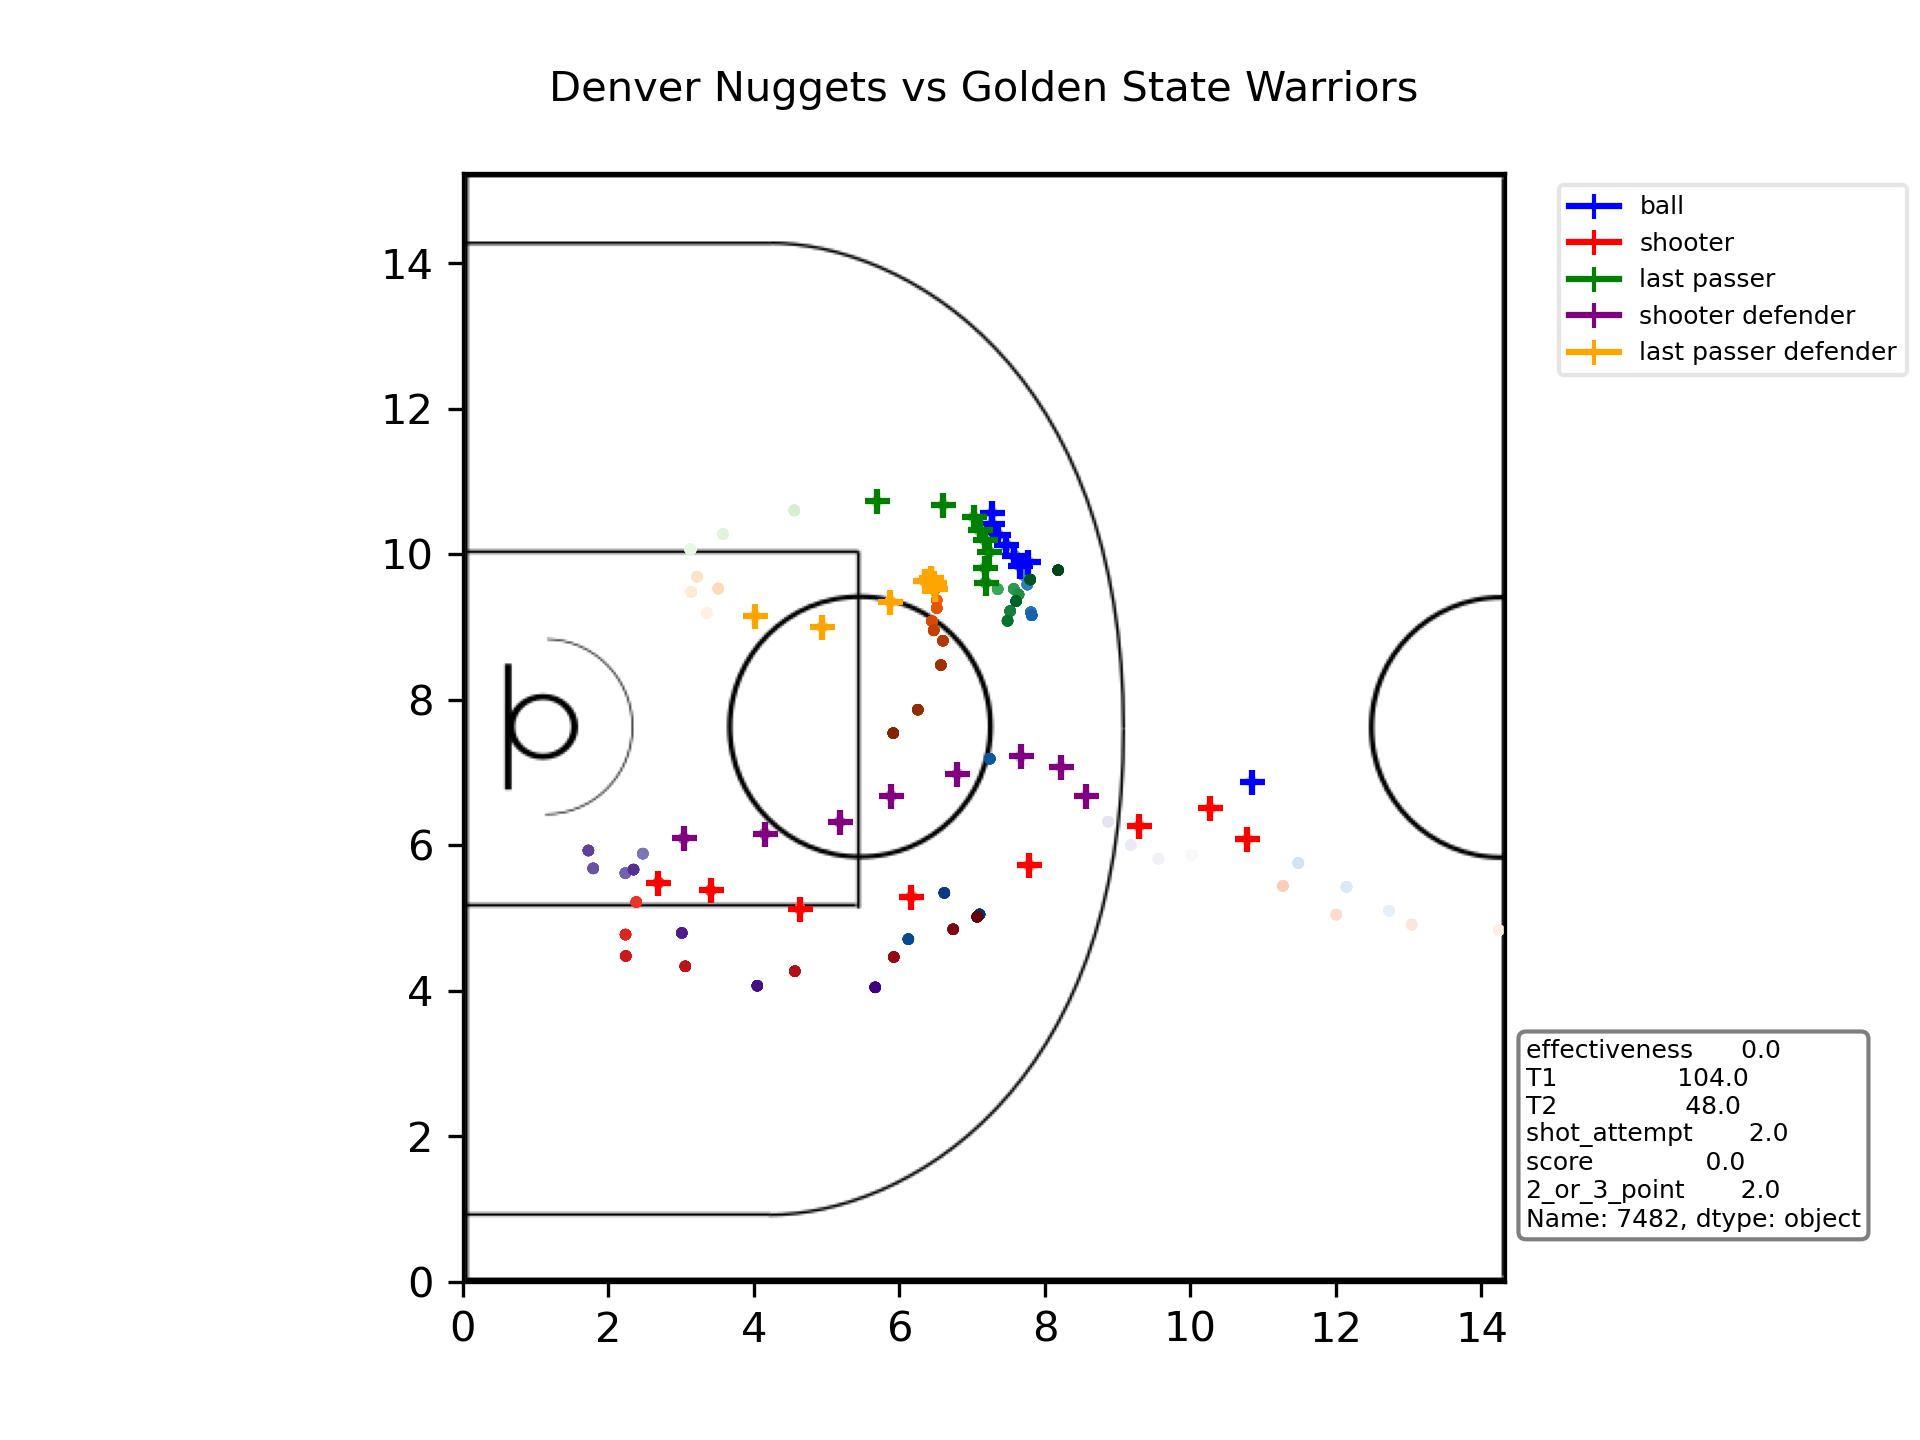 Denver Nuggets vs Golden State Warriors
ball
shooter
last passer
shooter defender
last passer defender
14
12
10
8
6
4
2
0
0 2 4 6 8 10 12 14
effectiveness 0.0
T1 104.0
T2 48.0
shot_attempt 2.0
score 0.0
2_or_3_point 2.0
Name: 7482, dtype: object